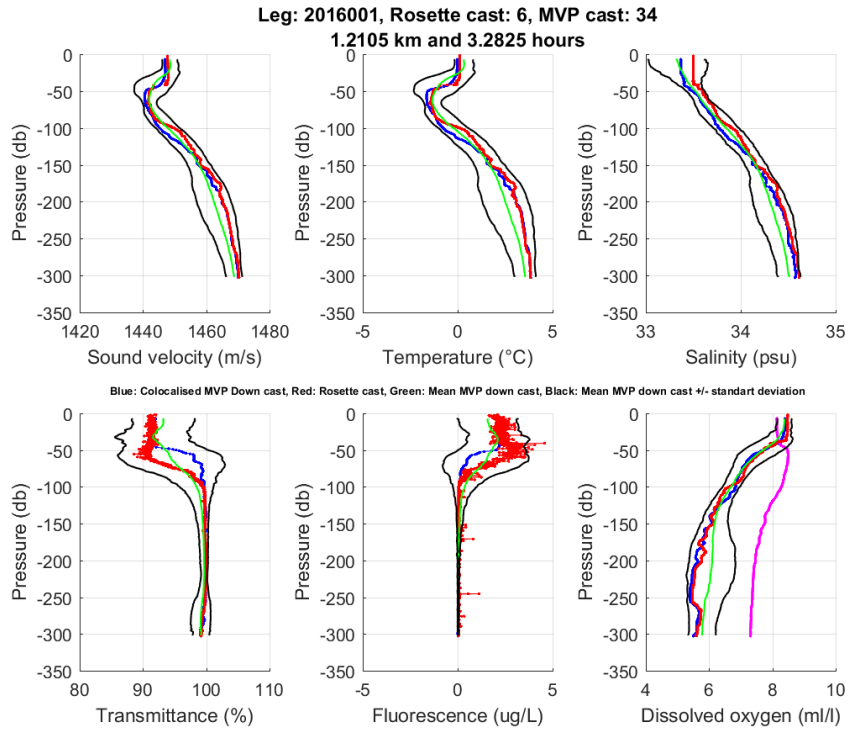 Leg: 2016001, Rosette cast: 6, MVP cast: 34
1.2105 km and 3.2825 hours
0
-50
-100
-150
-200
-250
-300
-350
Pressure (db)
1420 1440 1460 1480
Sound velocity (m/s)
0
-50
-100
-150
-200
-250
-300
-350
Pressure (db)
-5 0 5
Temperature (°C)
0
-50
-100
-150
-200
-250
-300
-350
Pressure (db)
33 34 35
Salinity (psu)
Blue: Colocalised MVP Down cast, Red: Rosette cast, Green: Mean MVP down cast, Black: Mean MVP down cast +/- standart deviation
0
-50
-100
-150
-200
-250
-300
-350
Pressure (db)
80 90 100 110
Transmittance (%)
0
-50
-100
-150
-200
-250
-300
-350
Pressure (db)
-5 0 5
Fluorescence (ug/L)
0
-50
-100
-150
-200
-250
-300
-350
Pressure (db)
4 6 8 10
Dissolved oxygen (ml/l)